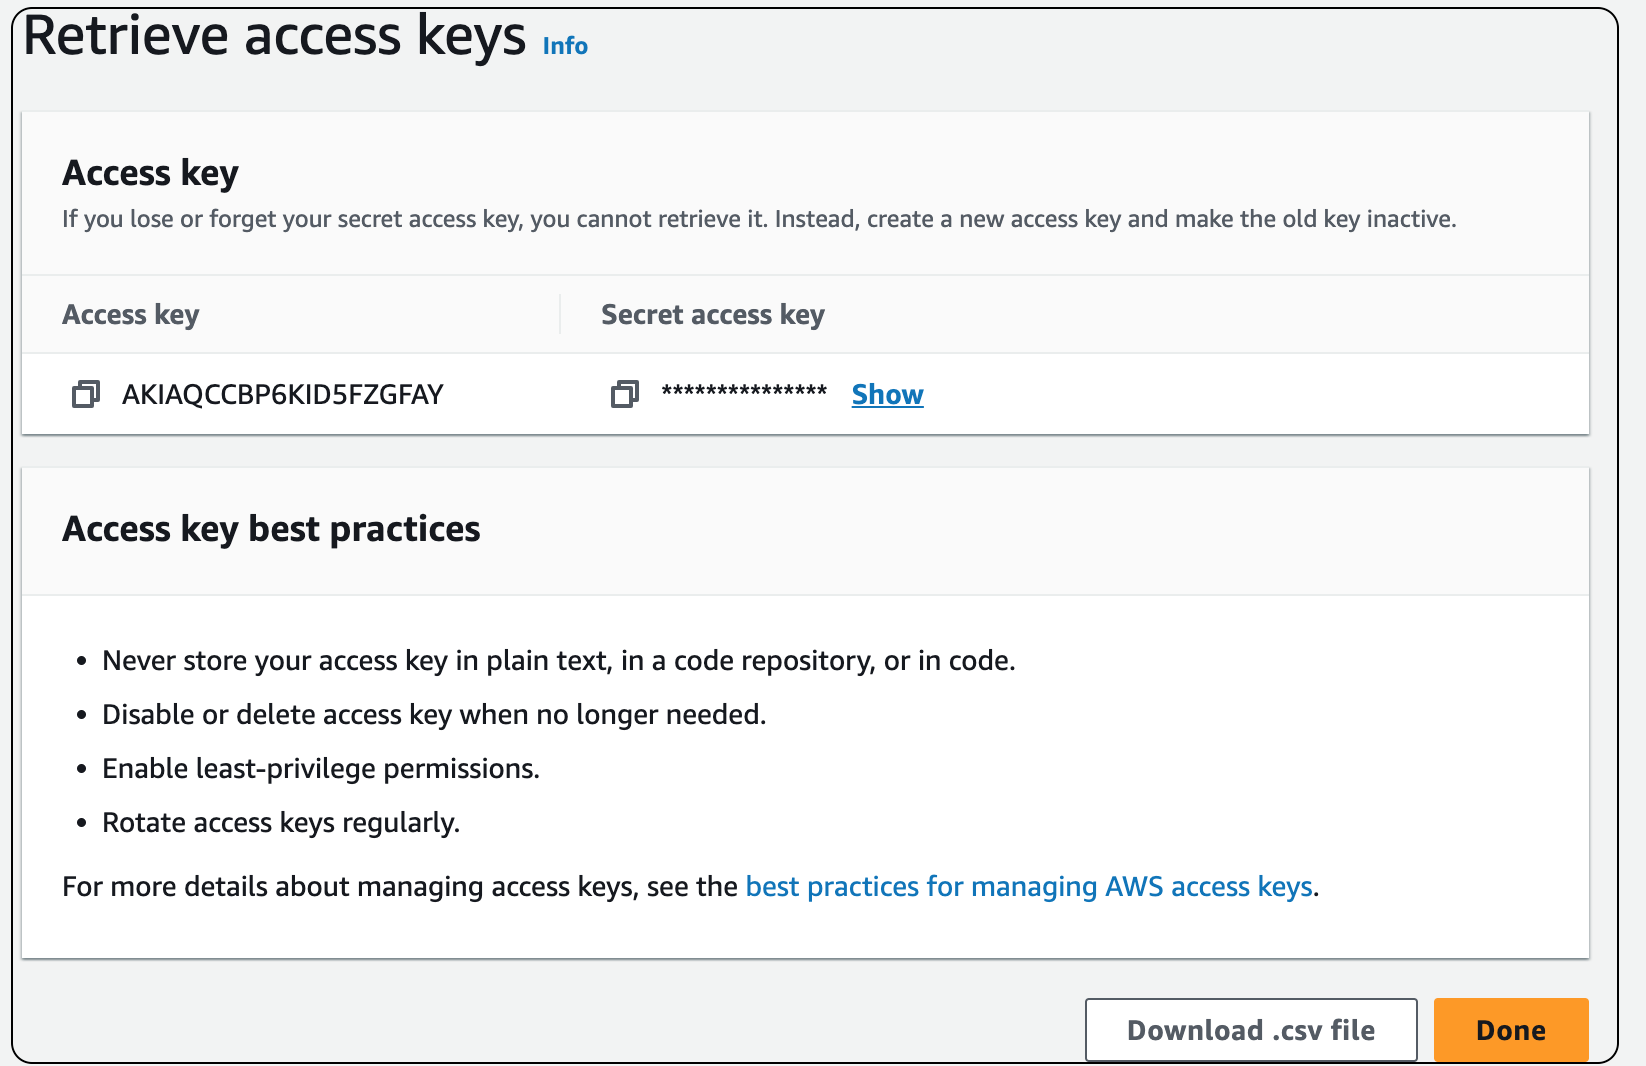 Retrieve access keys Info
Access key
If you lose or forget your secret access key, you cannot retrieve it. Instead, create a new access key and make the old key inactive.
Access key Secret access key
AKIAQCCBP6KID5FZGFAY *************** Show
Access key best practices
• Never store your access key in plain text, in a code repository, or in code.
• Disable or delete access key when no longer needed.
• Enable least-privilege permissions.
• Rotate access keys regularly.
For more details about managing access keys, see the best practices for managing AWS access keys.
Download .csv file Done